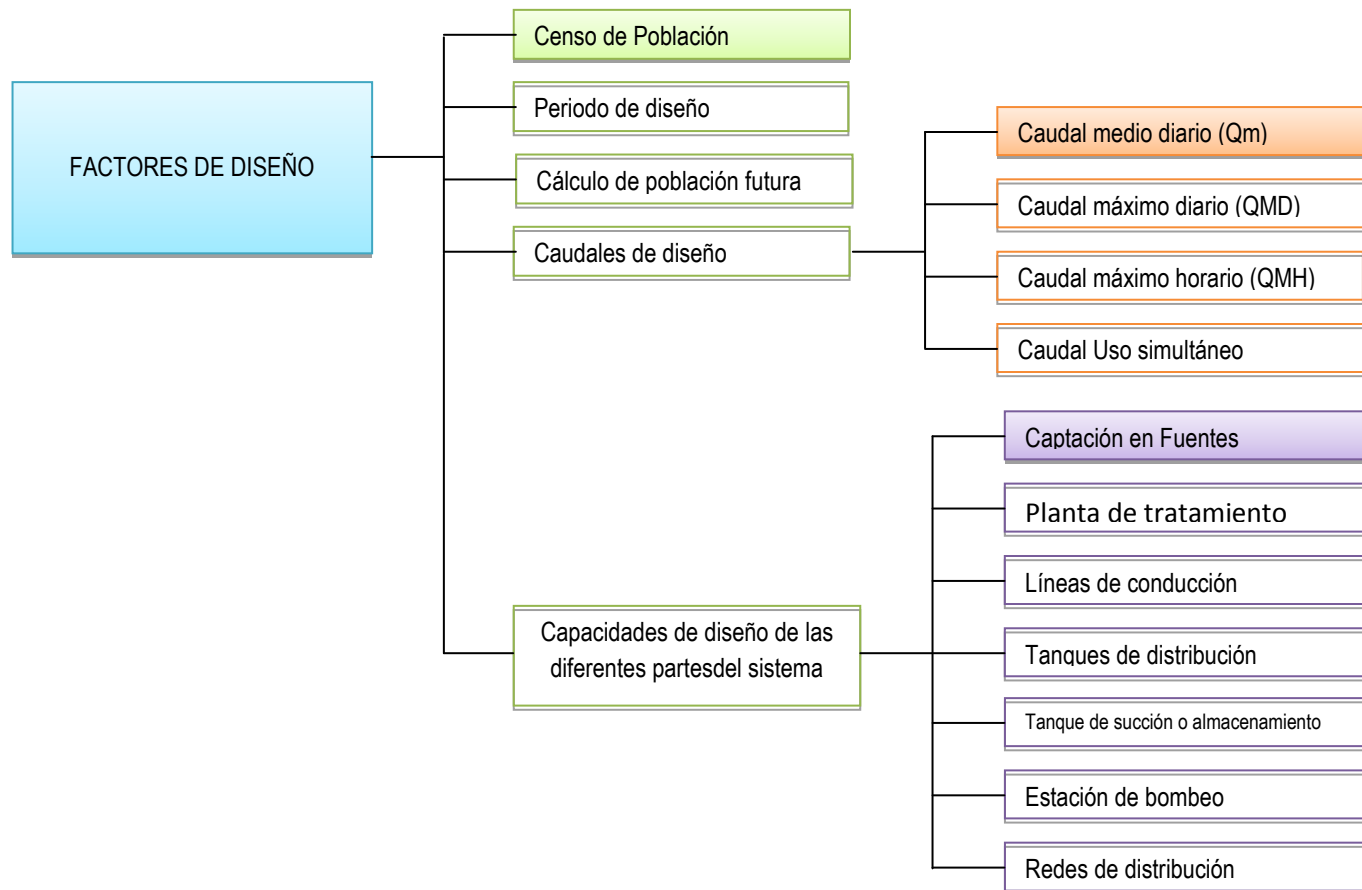 FACTORES DE DISEÑO
Censo de Población
Periodo de diseño
Cálculo de población futura
Caudales de diseño
Caudal medio diario (Qm)
Caudal máximo diario (QMD)
Caudal máximo horario (QMH)
Caudal Uso simultáneo
Capacidades de diseño de las
diferentes partesdel sistema
Captación en Fuentes
Planta de tratamiento
Líneas de conducción
Tanques de distribución
Tanque de succión o almacenamiento
Estación de bombeo
Redes de distribución